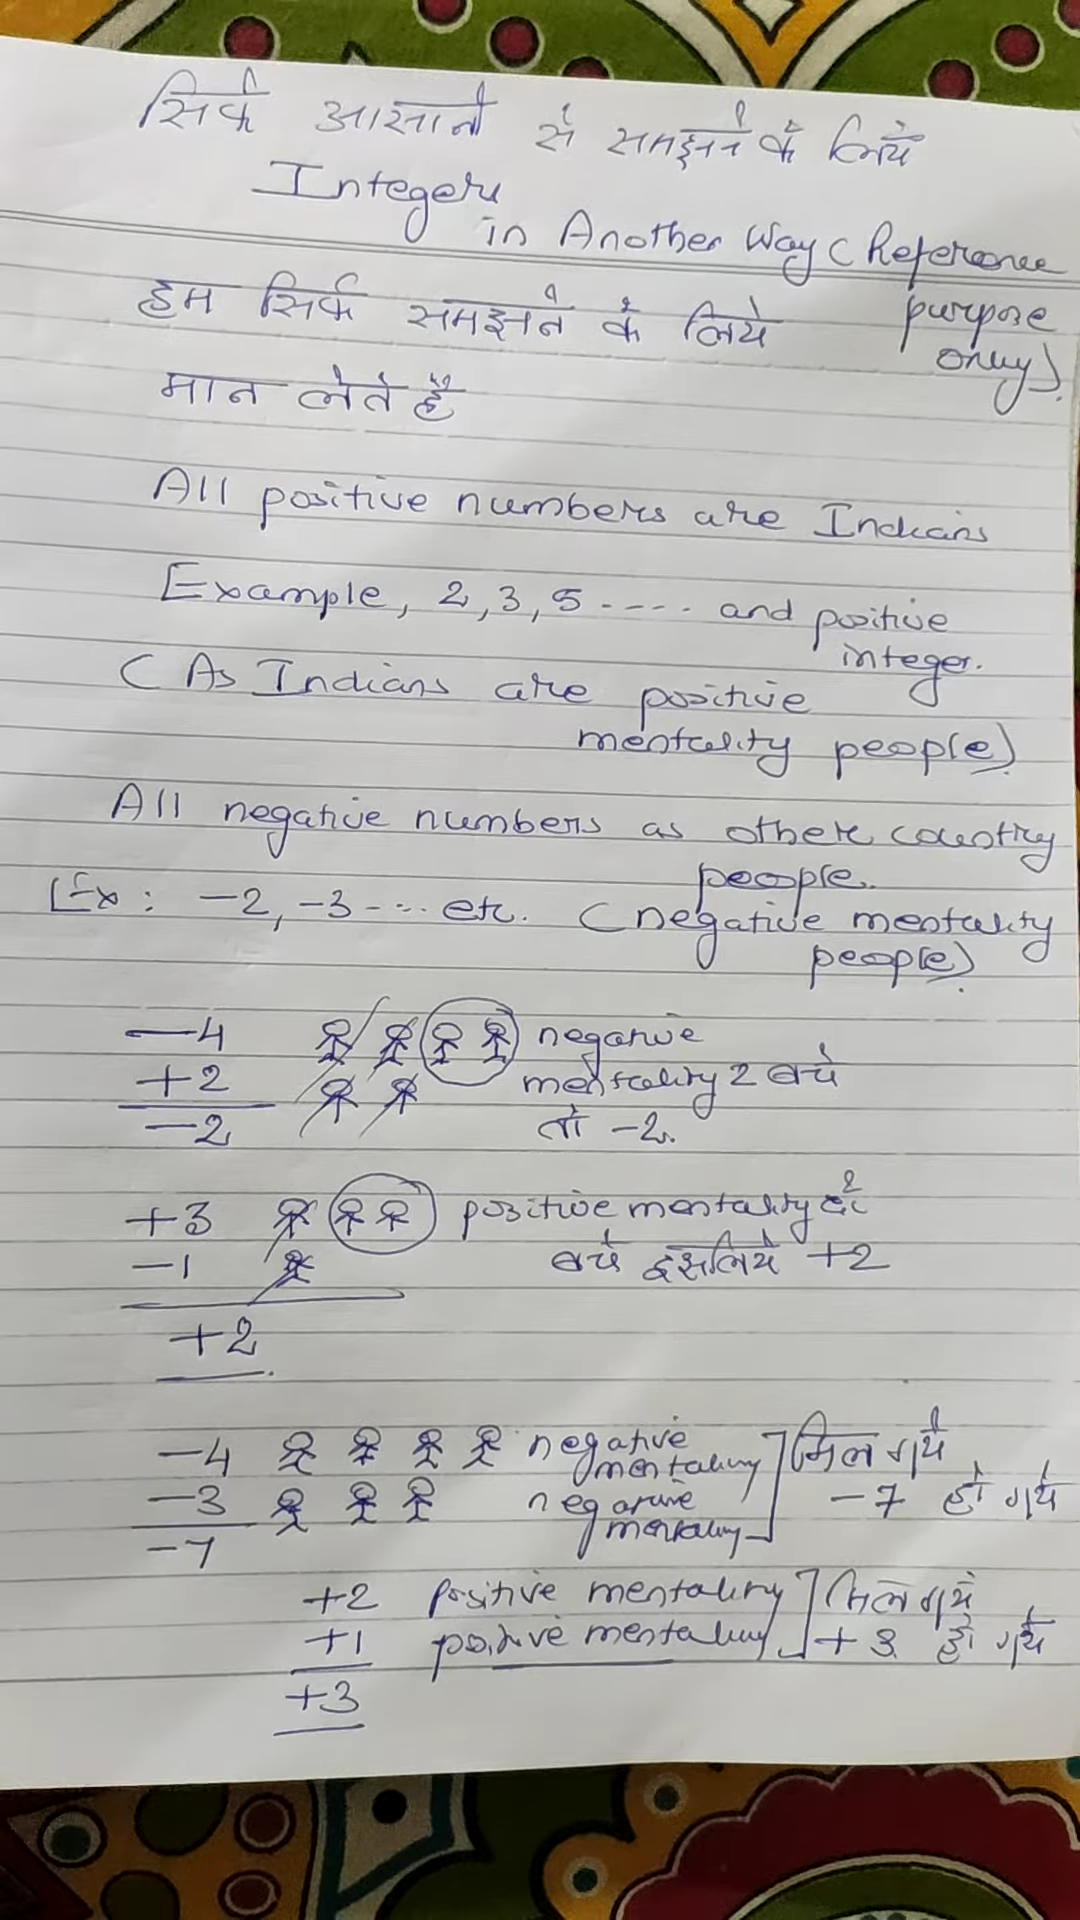 सिर्फ आसानी से समझने के लिये
Integers
in Another Way (Reference
purpose
only).
हम सिर्फ समझने के लिये
मान लेते है
All positive numbers are Indians
Example, 2, 3, 5 ---- and positive
integer.
(As Indians are positive
mentality people).
All negative numbers as other country
people.
Ex: -2, -3 ---- etc. (negative mentality
people).
-4 negative
+2 mentality 2 बचे
-2 तो -2.
+3 positive mentality दो
-1 बचे इसलिये +2
+2
-4 negative mentality मिल गये
-3 negative mentality -7 हो गये
-7
+2 positive mentality मिल गये
+1 positive mentality +3 हो गये
+3